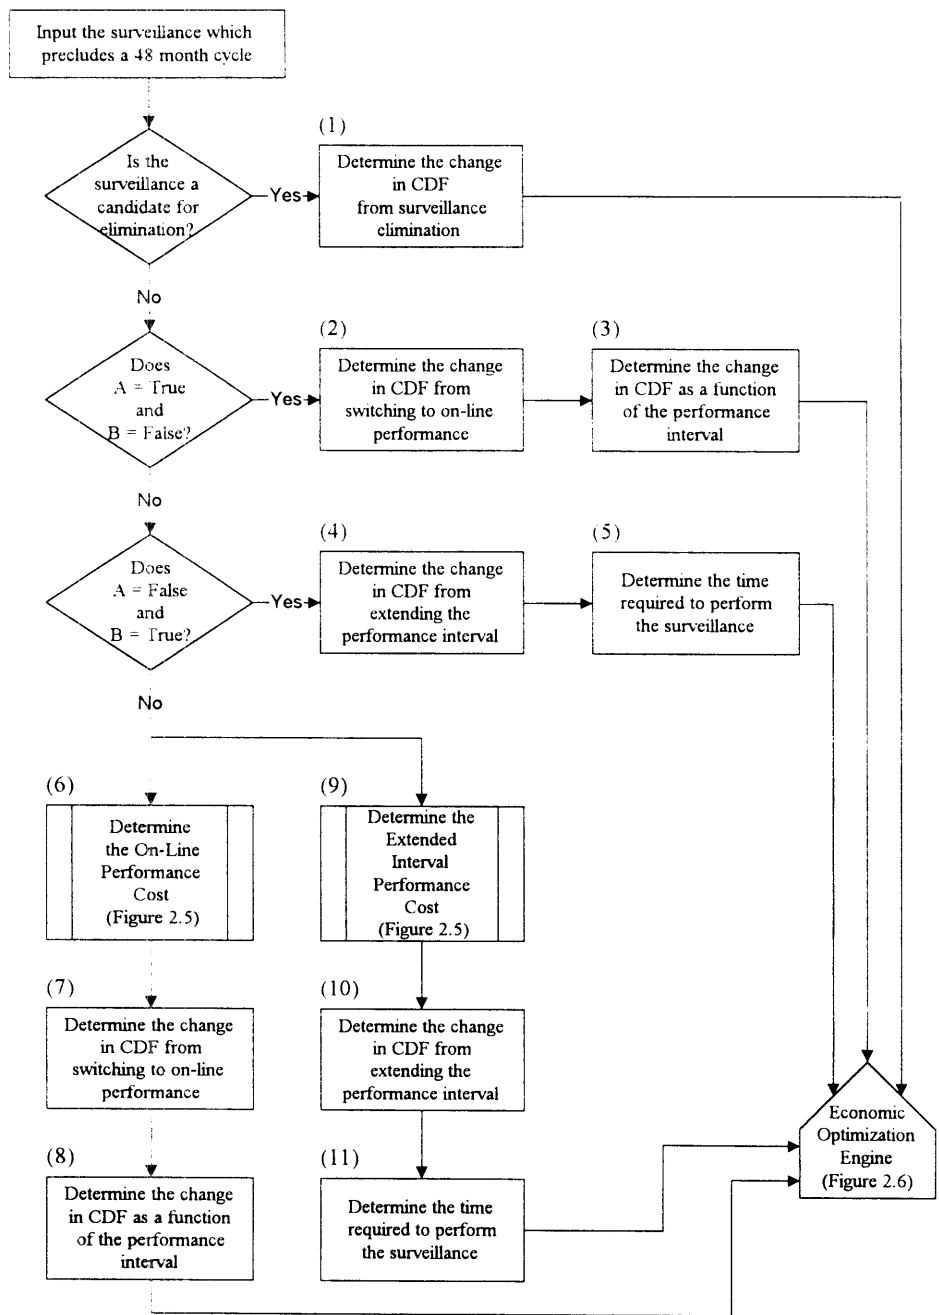 Input the surveillance which
precludes a 48 month cycle
Is the
surveillance a
candidate for
elimination?
Yes
(1)
Determine the change
in CDF
from surveillance
elimination
No
Does
A = True
and
B = False?
Yes
(2)
Determine the change
in CDF from
switching to on-line
performance
(3)
Determine the change
in CDF as a function
of the performance
interval
No
Does
A = False
and
B = True?
Yes
(4)
Determine the change
in CDF from
extending the
performance interval
(5)
Determine the time
required to perform
the surveillance
No
(6)
Determine
the On-Line
Performance
Cost
(Figure 2.5)
(9)
Determine the
Extended
Interval
Performance
Cost
(Figure 2.5)
(7)
Determine the change
in CDF from
switching to on-line
performance
(10)
Determine the change
in CDF from
extending the
performance interval
(8)
Determine the change
in CDF as a function
of the performance
interval
(11)
Determine the time
required to perform
the surveillance
Economic
Optimization
Engine
(Figure 2.6)